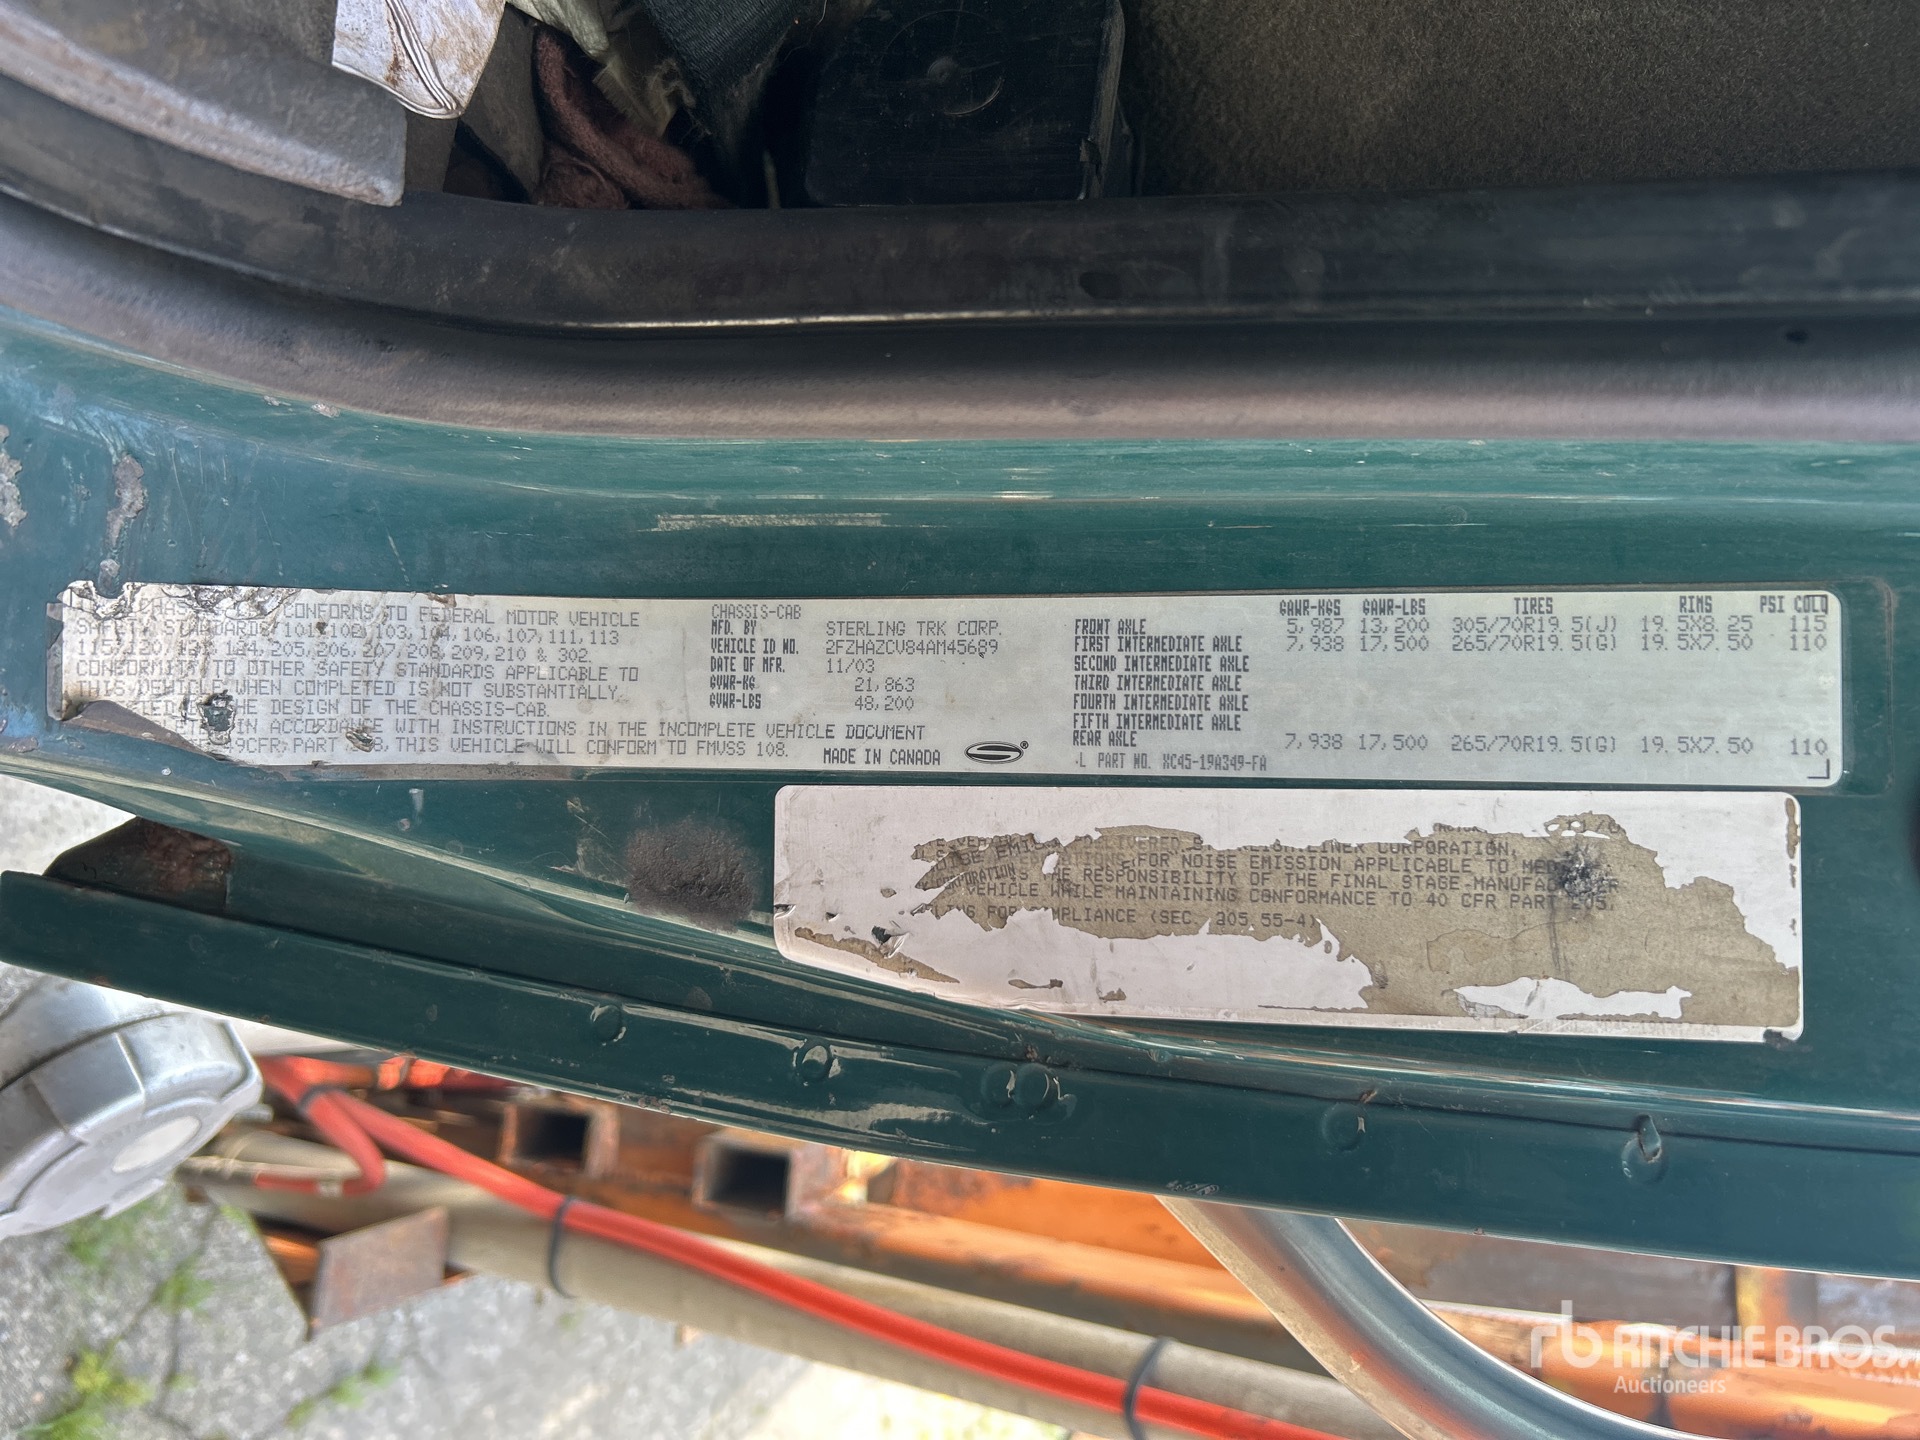 CONFORMS TO FEDERAL MOTOR VEHICLE
SAFETY STANDARDS 101, 102, 103, 104, 106, 107, 111, 113
115, 120, 121, 124, 205, 206, 207, 208, 209, 210 & 302.
CONFORMITY TO OTHER SAFETY STANDARDS APPLICABLE TO
THIS VEHICLE WHEN COMPLETED IS NOT SUBSTANTIALLY
BY THE DESIGN OF THE CHASSIS-CAB.
IN ACCORDANCE WITH INSTRUCTIONS IN THE INCOMPLETE VEHICLE DOCUMENT
49CFR, PART 568, THIS VEHICLE WILL CONFORM TO FMVSS 108.
CHASSIS-CAB
MFD. BY STERLING TRK CORP.
VEHICLE ID NO. 2FZHAZCV84AM45689
DATE OF MFR. 11/03
GVWR-KG 21,863
GVWR-LBS 48,200
MADE IN CANADA
GAWR-KGS GAWR-LBS TIRES RIMS PSI COLD
FRONT AXLE 5,987 13,200 305/70R19.5(J) 19.5X8.25 115
FIRST INTERMEDIATE AXLE 7,938 17,500 265/70R19.5(G) 19.5X7.50 110
SECOND INTERMEDIATE AXLE
THIRD INTERMEDIATE AXLE
FOURTH INTERMEDIATE AXLE
FIFTH INTERMEDIATE AXLE
REAR AXLE 7,938 17,500 265/70R19.5(G) 19.5X7.50 110
L PART NO. XC45-19A349-FA
DELIVERED CORPORATION,
FOR NOISE EMISSION APPLICABLE TO
RESPONSIBILITY OF THE FINAL STAGE MANUFACTURER
VEHICLE WHILE MAINTAINING CONFORMANCE TO 40 CFR PART 205,
FOR COMPLIANCE (SEC. 205.55-4)
rb RITCHIE BROS.
Auctioneers